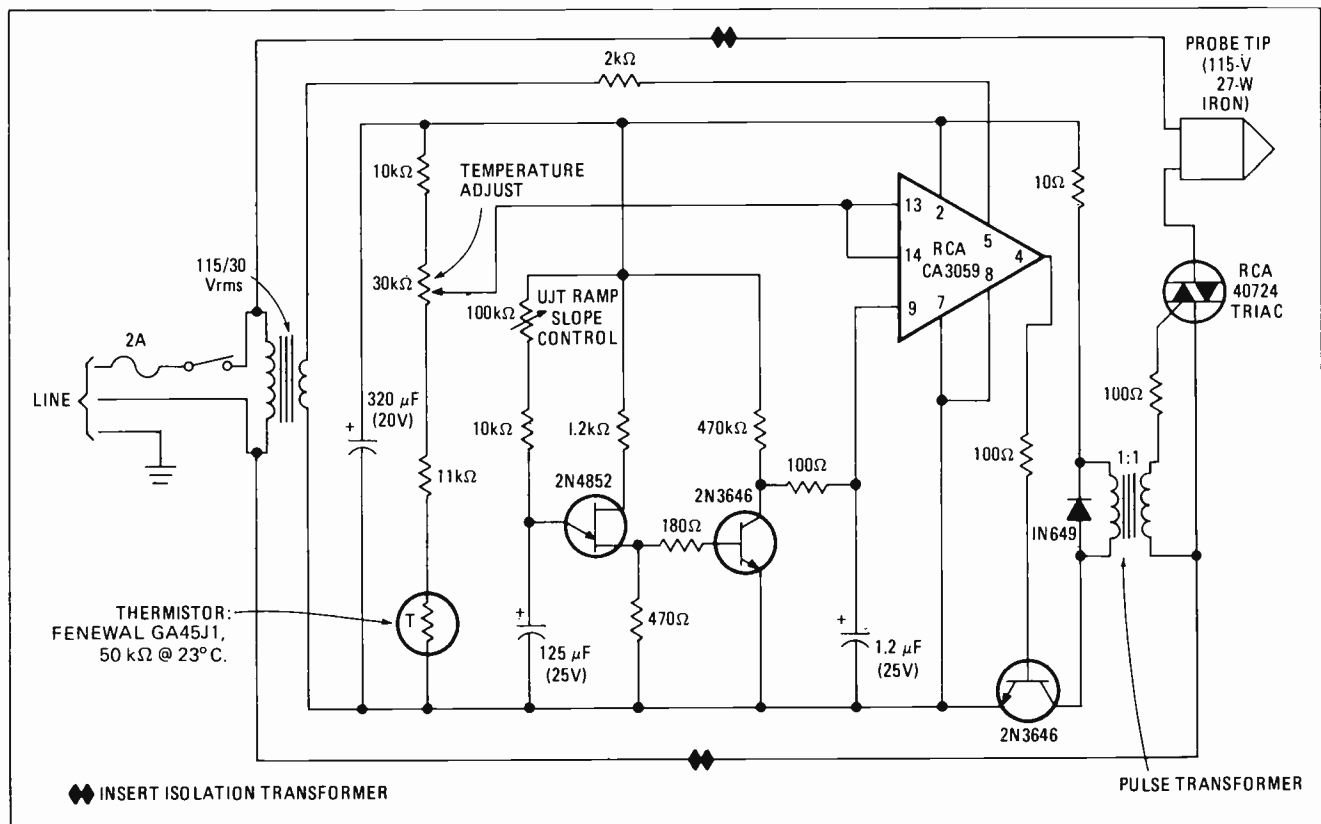 PROBE TIP
(115-V
27-W
IRON)
2kΩ
10kΩ
TEMPERATURE
ADJUST
10Ω
13
2
5
14
RCA
CA3059
4
8
9
7
115/30
Vrms
30kΩ
100kΩ
UJT RAMP
SLOPE
CONTROL
RCA
40724
TRIAC
2A
LINE
320 µF
(20V)
+
10kΩ
1.2kΩ
470kΩ
100Ω
100Ω
100Ω
1:1
11kΩ
2N4852
2N3646
180Ω
IN649
THERMISTOR:
FENEWAL GA45J1,
50 kΩ @ 23°C.
T
+
125 µF
(25V)
470Ω
+
1.2 µF
(25V)
2N3646
PULSE TRANSFORMER
INSERT ISOLATION TRANSFORMER